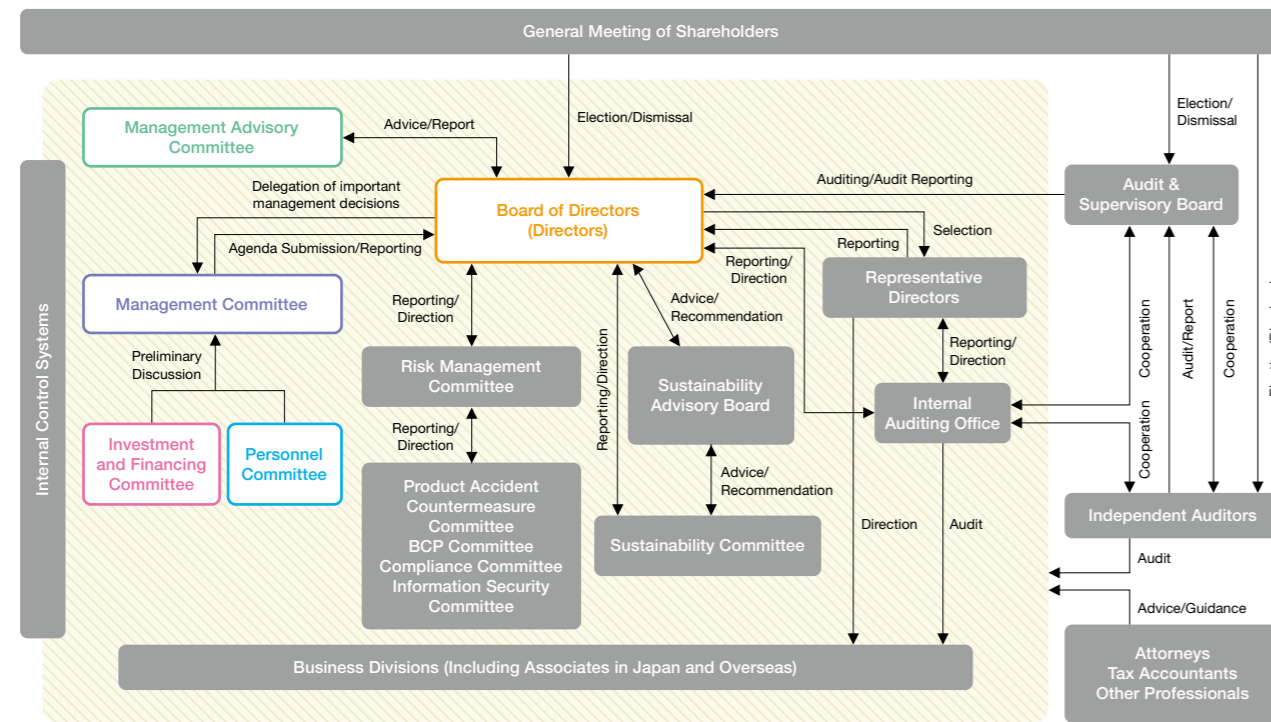 General Meeting of Shareholders
Election/
Dismissal
Election/Dismissal
Management Advisory
Committee
Advice/Report
Internal Control Systems
Delegation of important
management decisions
Board of Directors
(Directors)
Auditing/Audit Reporting
Audit &
Supervisory Board
Agenda Submission/Reporting
Selection
Reporting
Reporting/
Direction
Representative
Directors
Management Committee
Reporting/
Direction
Advice/
Recommendation
Preliminary
Discussion
Risk Management
Committee
Reporting/Direction
Sustainability
Advisory Board
Reporting/
Direction
Internal
Auditing Office
Cooperation
Audit/Report
Cooperation
Cooperation
Investment
and Financing
Committee
Personnel
Committee
Reporting/
Direction
Product Accident
Countermeasure
Committee
BCP Committee
Compliance Committee
Information Security
Committee
Advice/
Recommendation
Sustainability Committee
Direction
Audit
Independent Auditors
Audit
Advice/Guidance
Business Divisions (Including Associates in Japan and Overseas)
Attorneys
Tax Accountants
Other Professionals